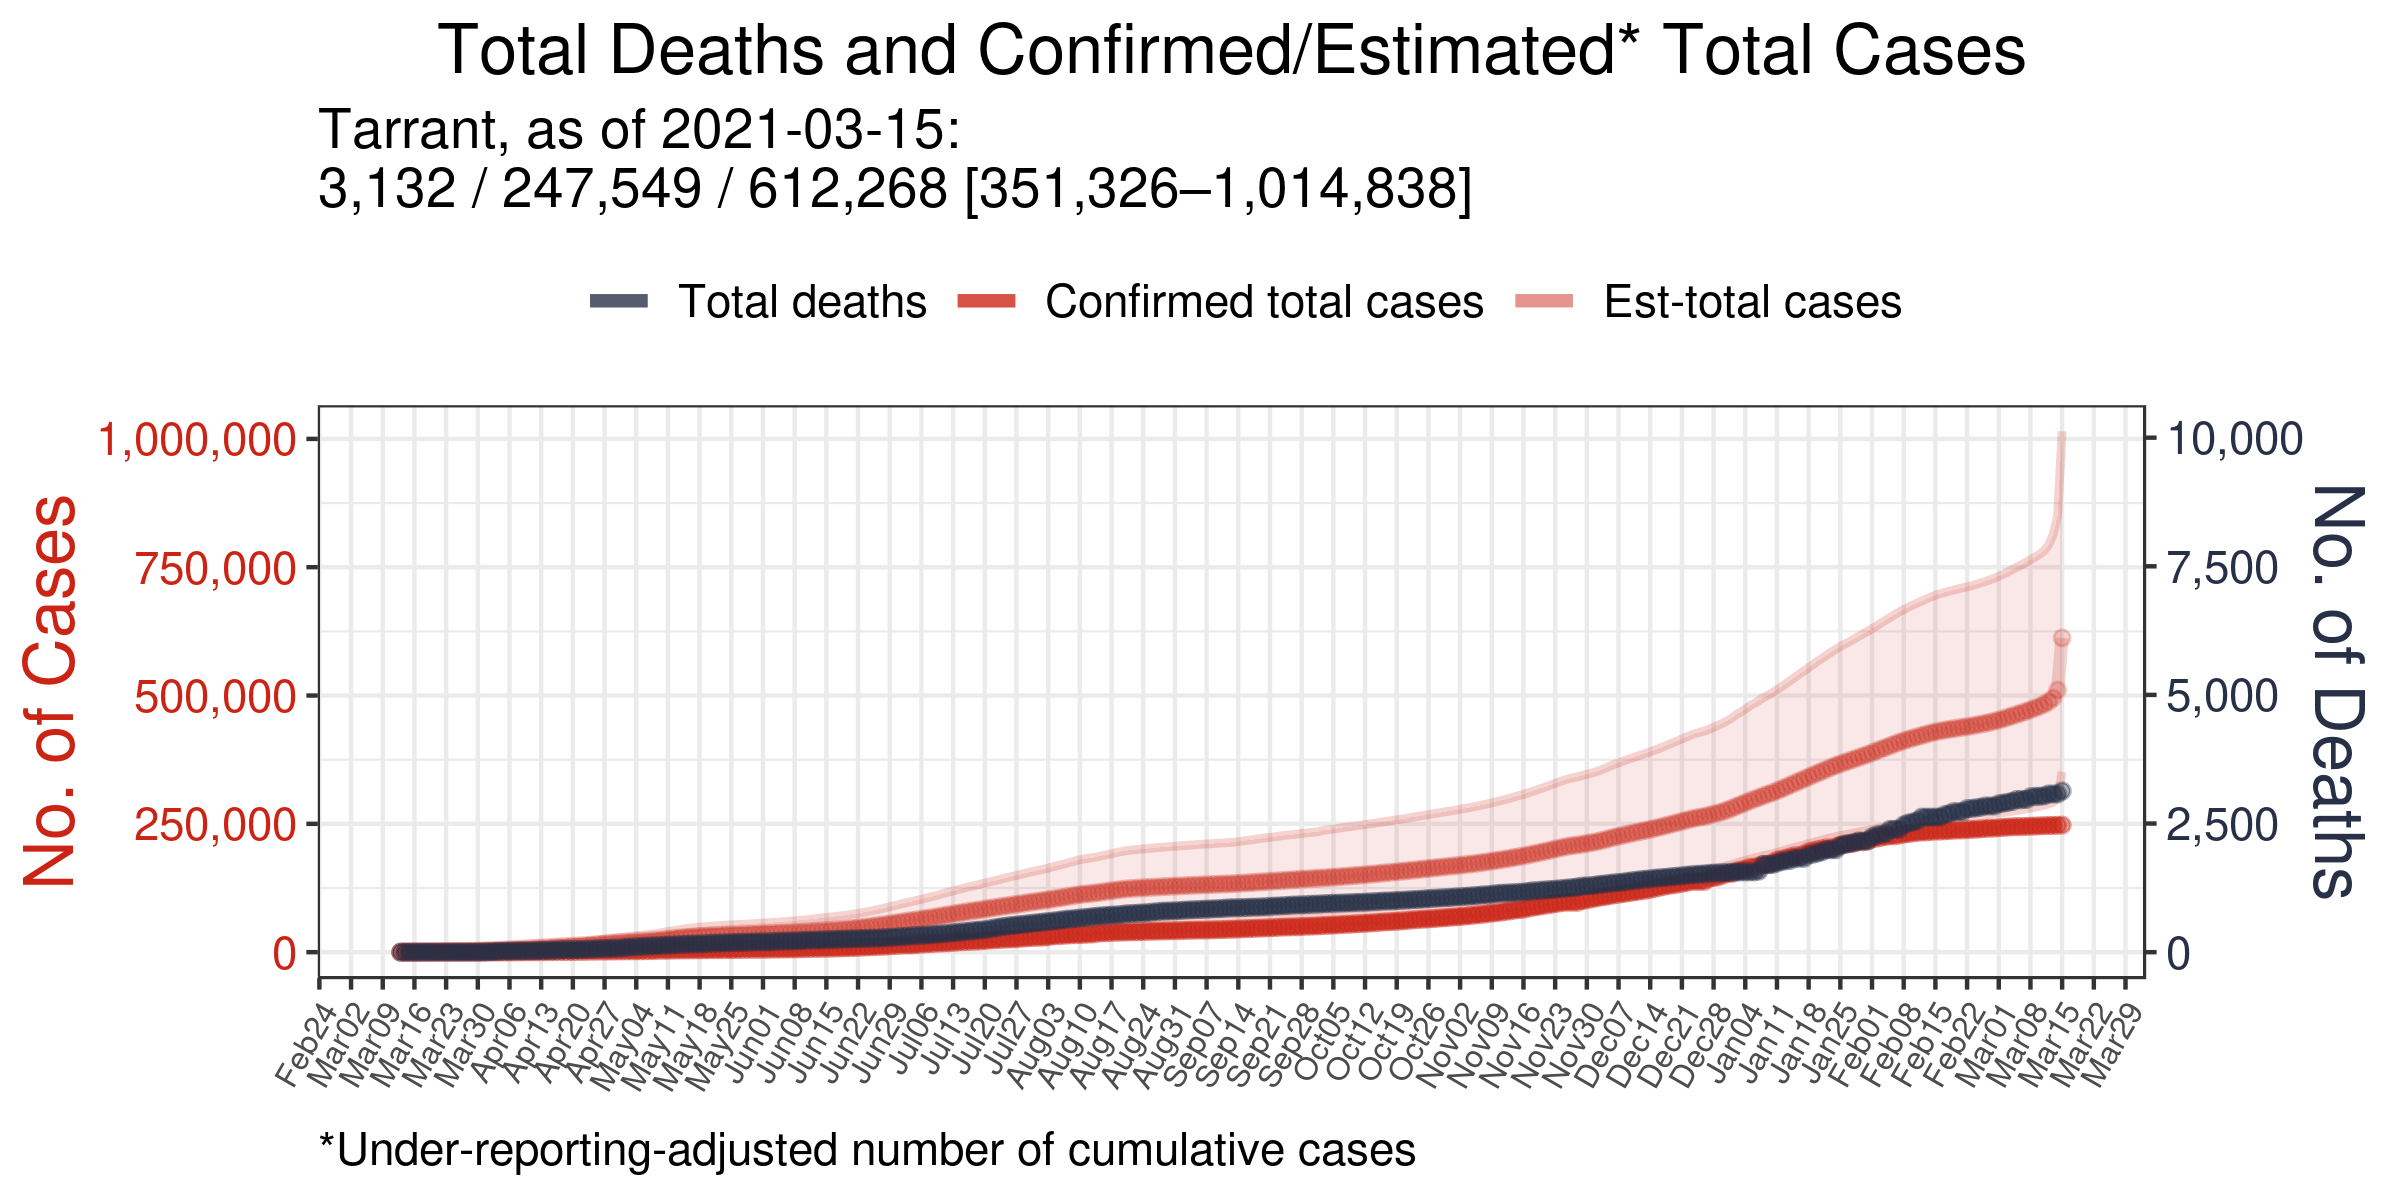 Total Deaths and Confirmed/Estimated* Total Cases
Tarrant, as of 2021-03-15:
3,132 / 247,549 / 612,268 [351,326–1,014,838]
Total deaths
Confirmed total cases
Est-total cases
No. of Cases
1,000,000
750,000
500,000
250,000
0
10,000
7,500
5,000
2,500
0
No. of Deaths
Feb24
Mar02
Mar09
Mar16
Mar23
Mar30
Apr06
Apr13
Apr20
Apr27
May04
May11
May18
May25
Jun01
Jun08
Jun15
Jun22
Jun29
Jul06
Jul13
Jul20
Jul27
Aug03
Aug10
Aug17
Aug24
Aug31
Sep07
Sep14
Sep21
Sep28
Oct05
Oct12
Oct19
Oct26
Nov02
Nov09
Nov16
Nov23
Nov30
Dec07
Dec14
Dec21
Dec28
Jan04
Jan11
Jan18
Jan25
Feb01
Feb08
Feb15
Feb22
Mar01
Mar08
Mar15
Mar22
Mar29
*Under-reporting-adjusted number of cumulative cases